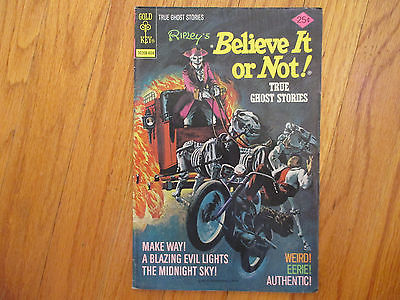 GOLD
KEY®
TRUE GHOST STORIES
25¢
RIPLEY'S
Believe It
or Not!®
TRUE
GHOST STORIES
MAKE WAY!
A BLAZING EVIL LIGHTS
THE MIDNIGHT SKY!
WEIRD!
EERIE!
AUTHENTIC!